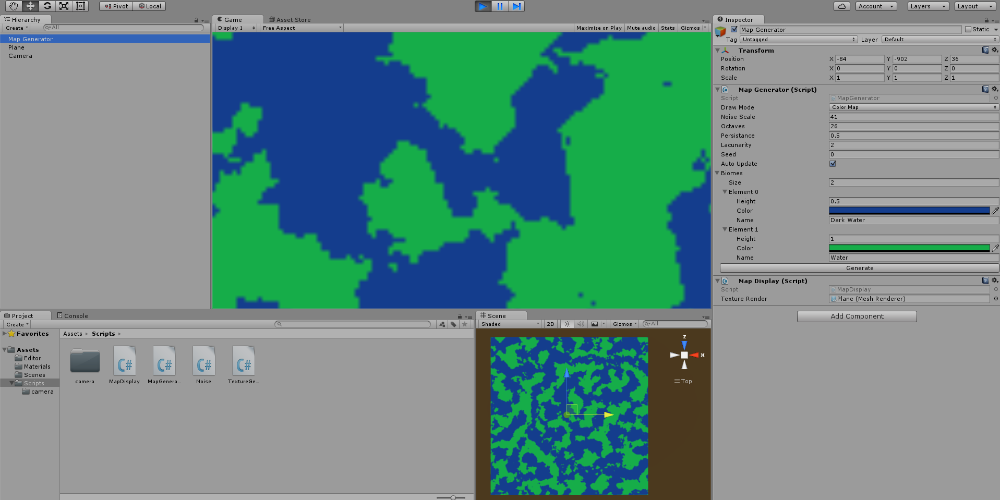 Pivot Local Account Layers Layout
Hierarchy
Create All
Map Generator
Plane
Camera
Game Asset Store
Display 1 Free Aspect Maximize on Play Mute audio Stats Gizmos
Inspector
Map Generator Static
Tag Untagged Layer Default
Transform
Position X -84 Y -902 Z 36
Rotation X 0 Y 0 Z 0
Scale X 1 Y 1 Z 1
Map Generator (Script)
Script MapGenerator
Draw Mode Color Map
Noise Scale 41
Octaves 26
Persistance 0.5
Lacunarity 2
Seed 0
Auto Update
Biomes
Size 2
Element 0
Height 0.5
Color
Name Dark Water
Element 1
Height 1
Color
Name Water
Generate
Map Display (Script)
Script MapDisplay
Texture Render Plane (Mesh Renderer)
Add Component
Project Console
Create
Favorites
Assets
Editor
Materials
Scenes
Scripts
camera
Assets Scripts
camera MapDisplay MapGenera... Noise TextureGe...
C# C# C# C#
Scene
Shaded 2D Gizmos All
z
x
Top